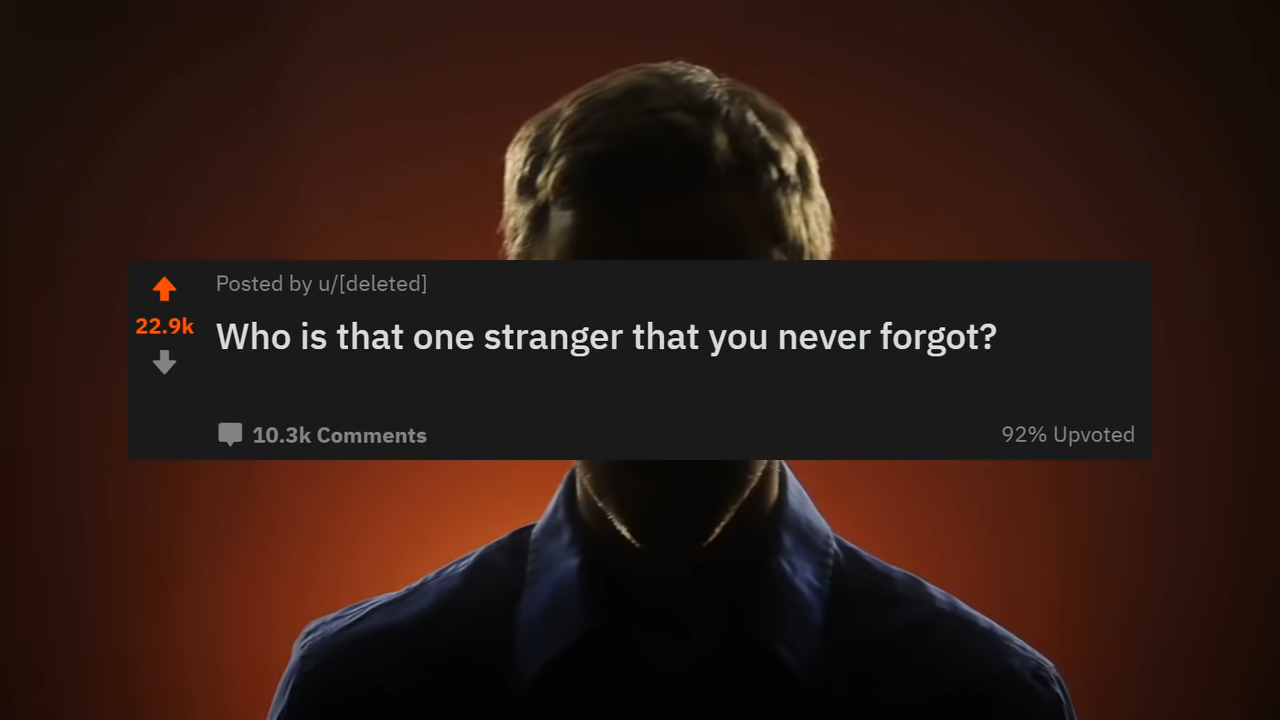 Posted by u/[deleted]
22.9k
Who is that one stranger that you never forgot?
10.3k Comments
92% Upvoted